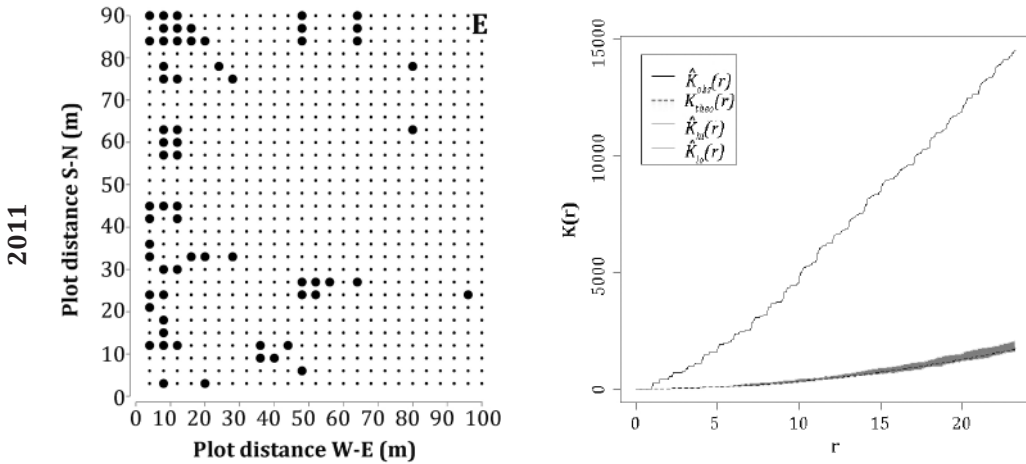 2011
Plot distance S-N (m)
90
80
70
60
50
40
30
20
10
0
E
0 10 20 30 40 50 60 70 80 90 100
Plot distance W-E (m)
K(r)
15000
10000
5000
0
K̂obs(r)
Ktheo(r)
K̂hi(r)
K̂lo(r)
0 5 10 15 20
r